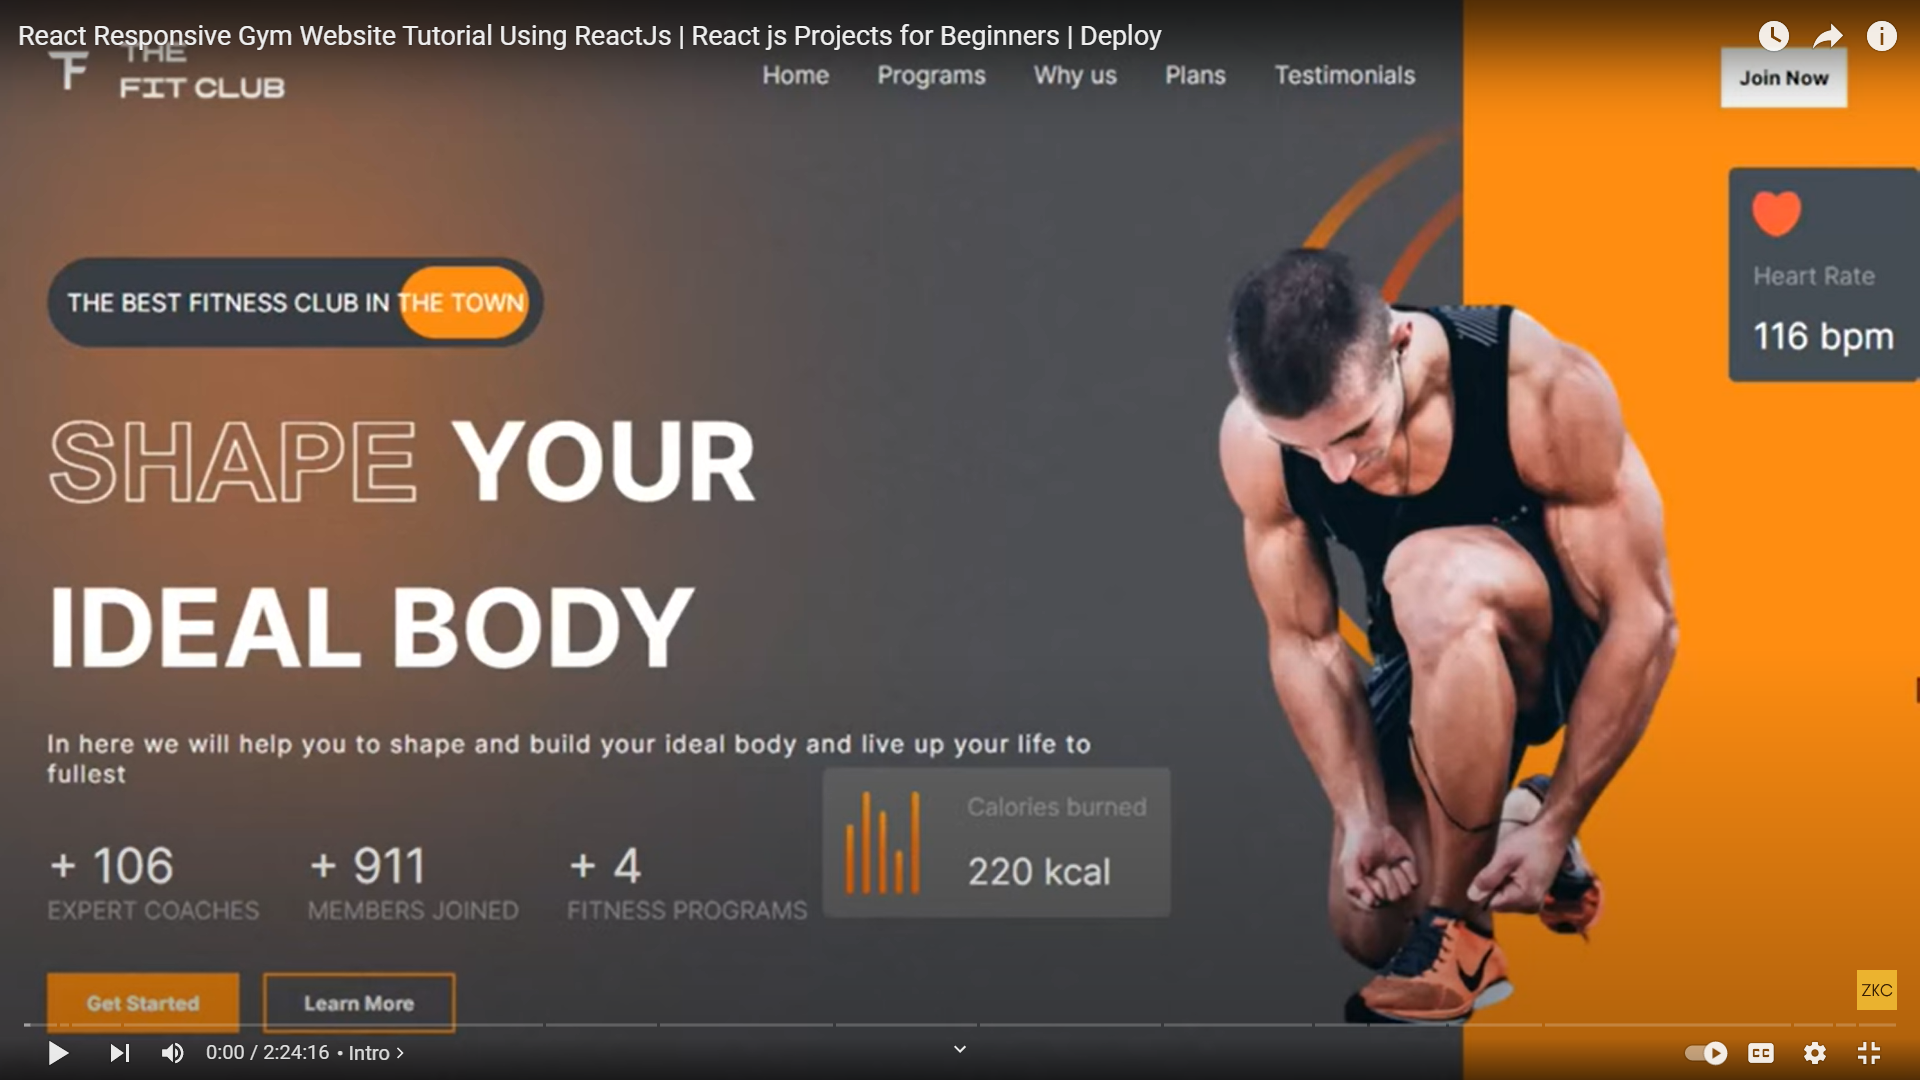 React Responsive Gym Website Tutorial Using ReactJs | React js Projects for Beginners | Deploy
THE
FIT CLUB
Home
Programs
Why us
Plans
Testimonials
Join Now
Heart Rate
116 bpm
THE BEST FITNESS CLUB IN THE TOWN
SHAPE YOUR
IDEAL BODY
In here we will help you to shape and build your ideal body and live up your life to
fullest
+ 106
EXPERT COACHES
+ 911
MEMBERS JOINED
+ 4
FITNESS PROGRAMS
Calories burned
220 kcal
Get Started
Learn More
ZKC
0:00 / 2:24:16 • Intro >
CC